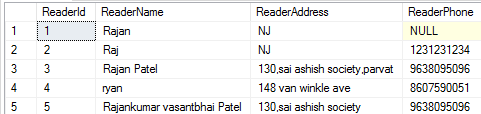 ReaderId ReaderName ReaderAddress ReaderPhone
1 1 Rajan NJ NULL
2 2 Raj NJ 1231231234
3 3 Rajan Patel 130,sai ashish society,parvat 9638095096
4 4 ryan 148 van winkle ave 8607590051
5 5 Rajankumar vasantbhai Patel 130,sai ashish society 9638095096